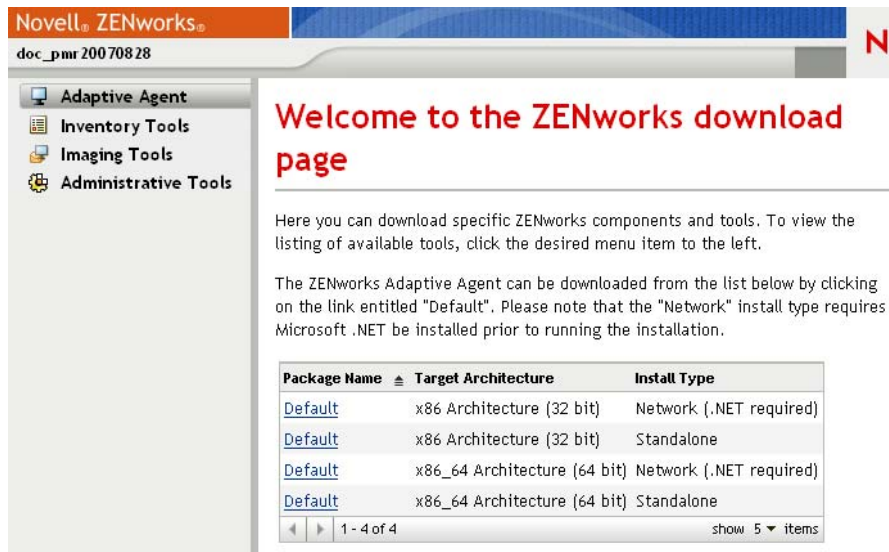 Novell® ZENworks®
N
doc_pmr20070828
Adaptive Agent
Inventory Tools
Imaging Tools
Administrative Tools
Welcome to the ZENworks download
page
Here you can download specific ZENworks components and tools. To view the
listing of available tools, click the desired menu item to the left.
The ZENworks Adaptive Agent can be downloaded from the list below by clicking
on the link entitled "Default". Please note that the "Network" install type requires
Microsoft .NET be installed prior to running the installation.
Package Name Target Architecture Install Type
Default x86 Architecture (32 bit) Network (.NET required)
Default x86 Architecture (32 bit) Standalone
Default x86_64 Architecture (64 bit) Network (.NET required)
Default x86_64 Architecture (64 bit) Standalone
1 - 4 of 4 show 5 items